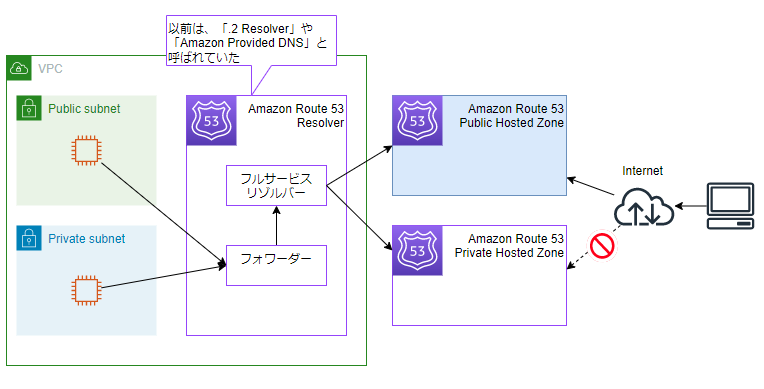 以前は、「.2 Resolver」や
「Amazon Provided DNS」と
呼ばれていた
VPC
Public subnet
Private subnet
53
Amazon Route 53
Resolver
フルサービス
リゾルバー
フォワーダー
53
Amazon Route 53
Public Hosted Zone
53
Amazon Route 53
Private Hosted Zone
Internet